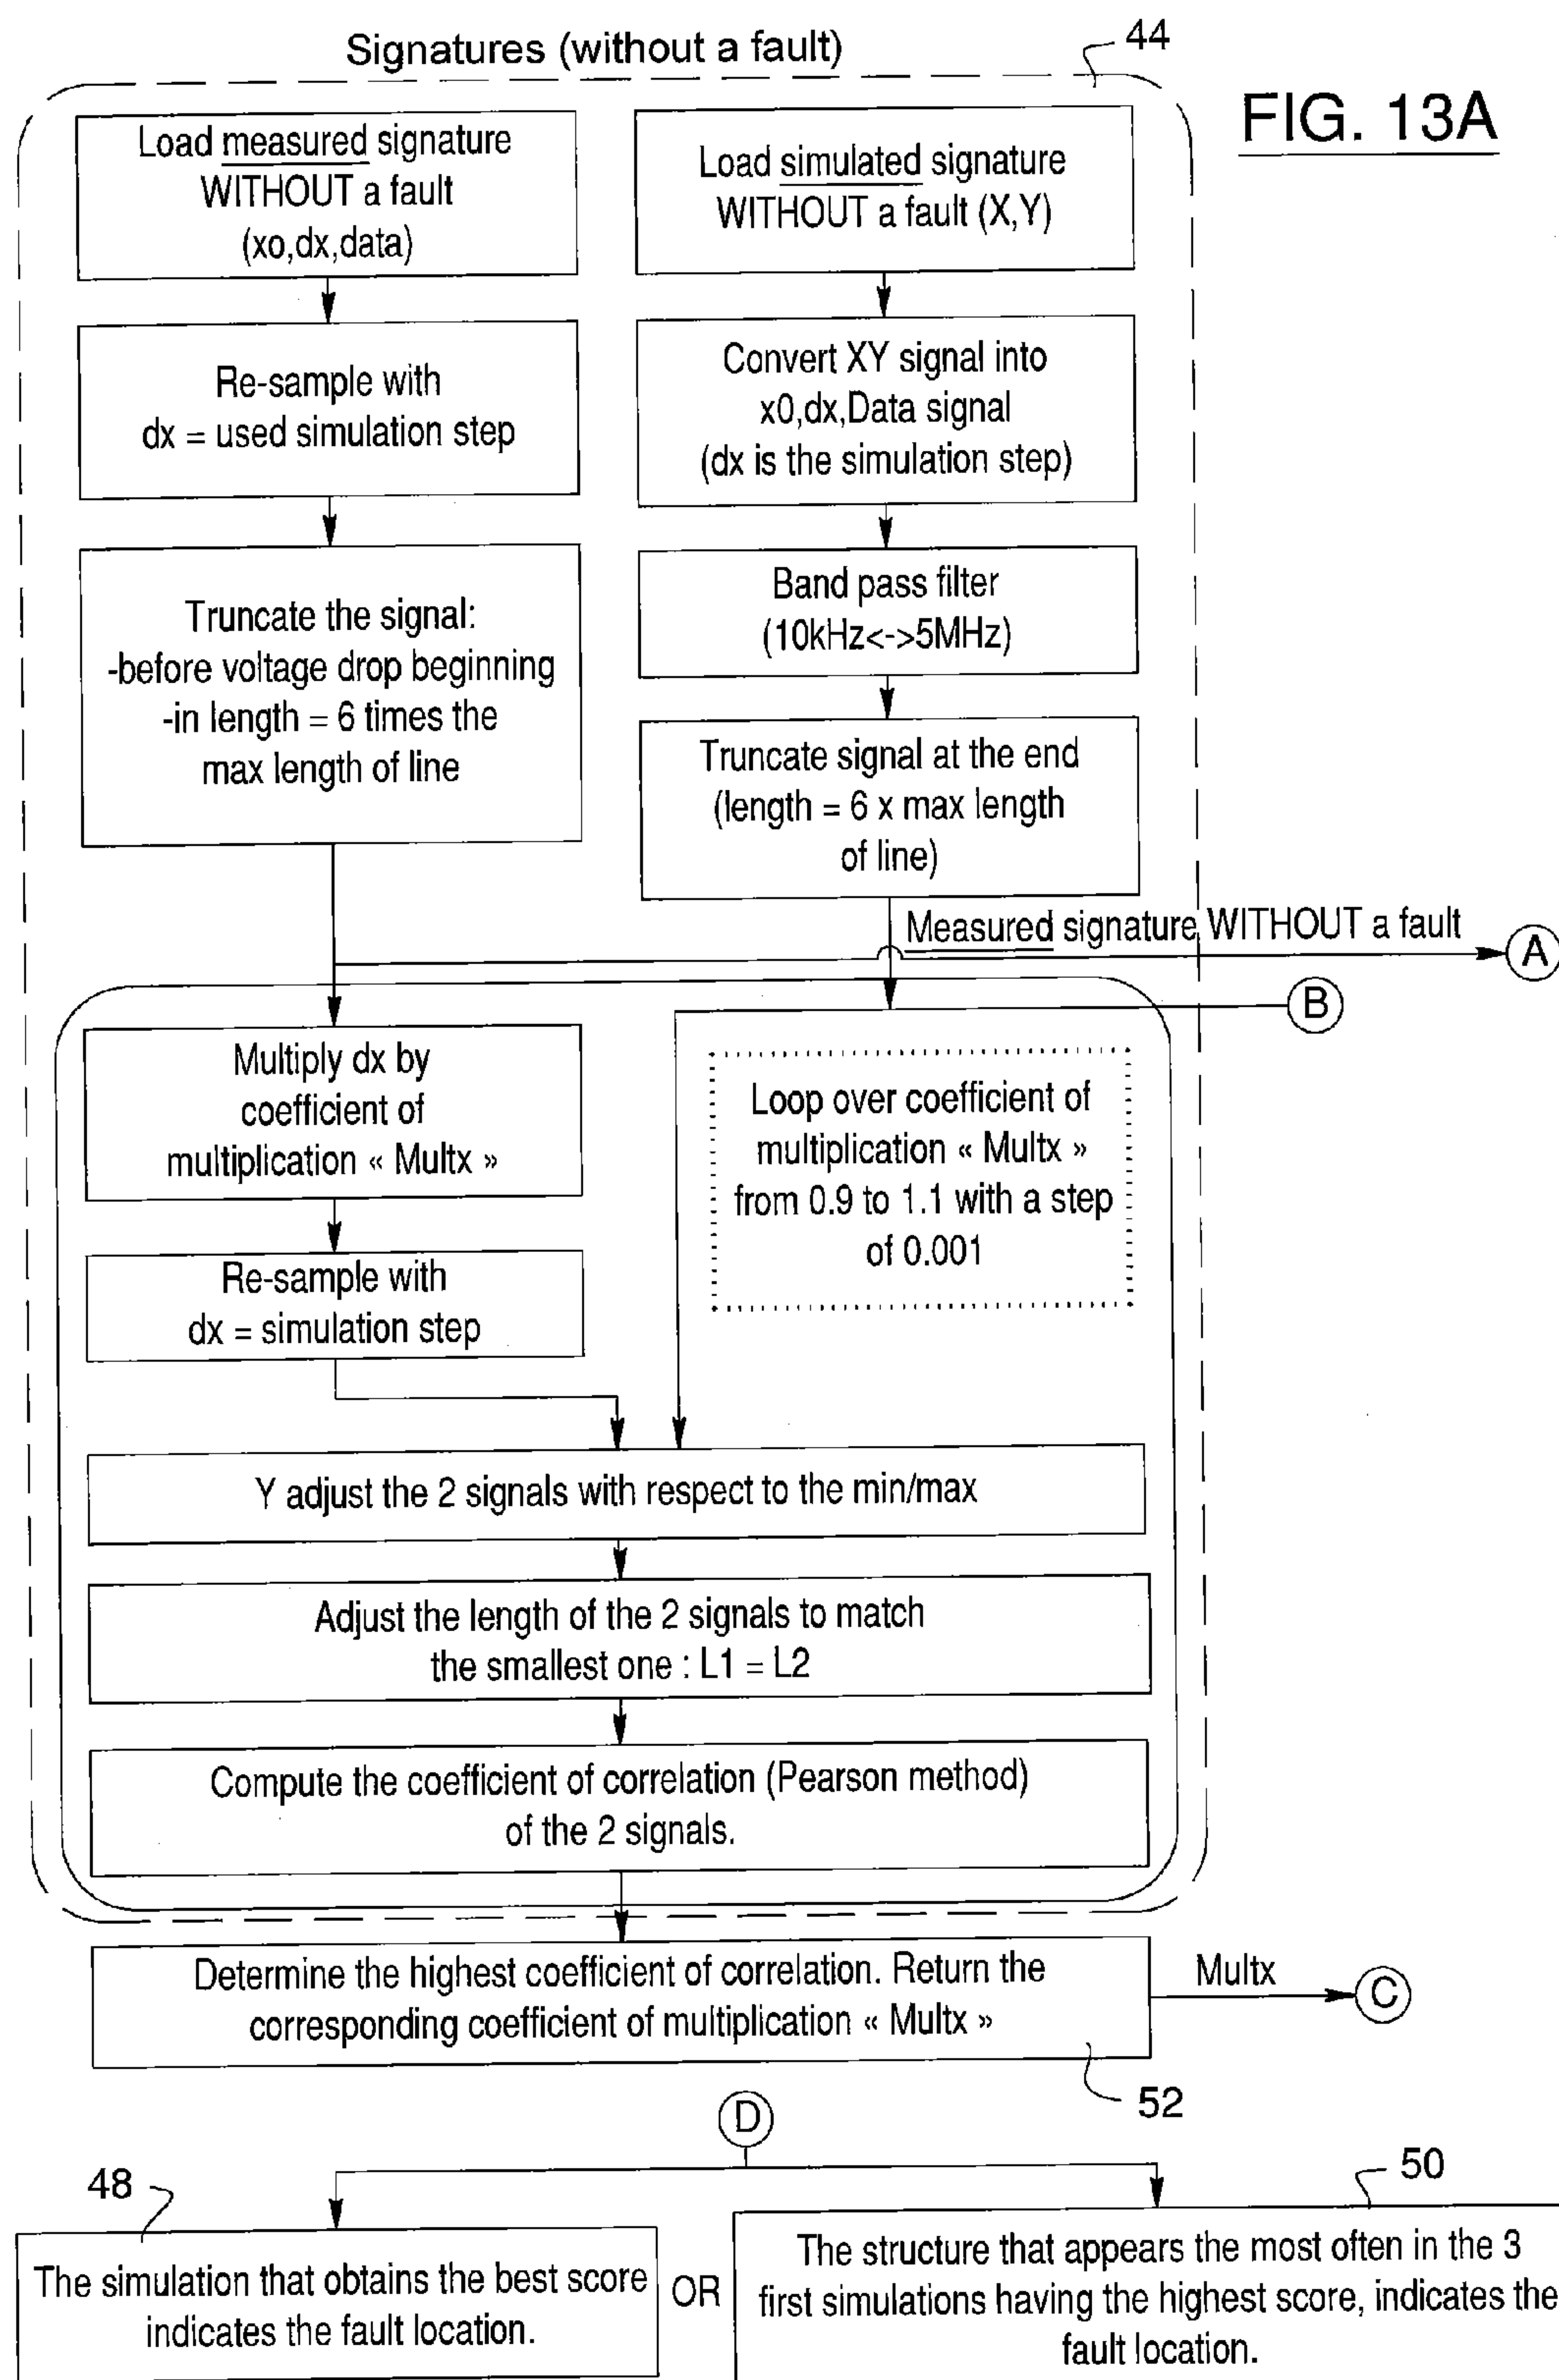 Signatures (without a fault)
44
FIG. 13A
Load measured signature
WITHOUT a fault
(xo,dx,data)
Load simulated signature
WITHOUT a fault (X,Y)
Re-sample with
dx = used simulation step
Convert XY signal into
x0,dx,Data signal
(dx is the simulation step)
Truncate the signal:
-before voltage drop beginning
-in length = 6 times the
max length of line
Band pass filter
(10kHz<->5MHz)
Truncate signal at the end
(length = 6 x max length
of line)
Measured signature WITHOUT a fault
A
B
Multiply dx by
coefficient of
multiplication « Multx »
Loop over coefficient of
multiplication « Multx »
from 0.9 to 1.1 with a step
of 0.001
Re-sample with
dx = simulation step
Y adjust the 2 signals with respect to the min/max
Adjust the length of the 2 signals to match
the smallest one : L1 = L2
Compute the coefficient of correlation (Pearson method)
of the 2 signals.
Determine the highest coefficient of correlation. Return the
corresponding coefficient of multiplication « Multx »
Multx
C
52
D
48
50
The simulation that obtains the best score
indicates the fault location.
OR
The structure that appears the most often in the 3
first simulations having the highest score, indicates the
fault location.